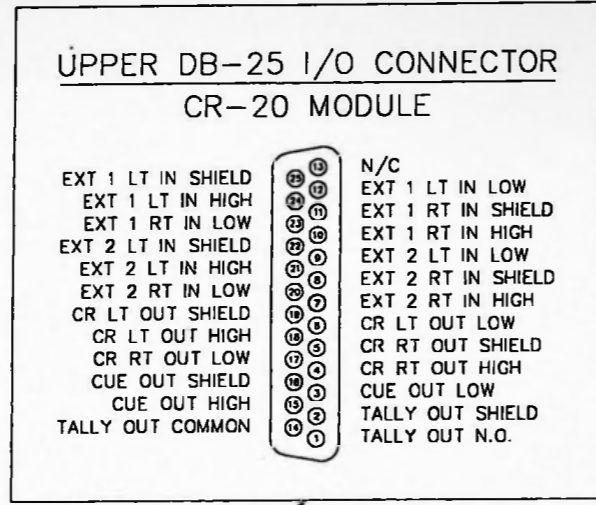 UPPER DB-25 I/O CONNECTOR
CR-20 MODULE
13 N/C
EXT 1 LT IN SHIELD 25
12 EXT 1 LT IN LOW
EXT 1 LT IN HIGH 24
11 EXT 1 RT IN SHIELD
EXT 1 RT IN LOW 23
10 EXT 1 RT IN HIGH
EXT 2 LT IN SHIELD 22
9 EXT 2 LT IN LOW
EXT 2 LT IN HIGH 21
8 EXT 2 RT IN SHIELD
EXT 2 RT IN LOW 20
7 EXT 2 RT IN HIGH
CR LT OUT SHIELD 19
6 CR LT OUT LOW
CR LT OUT HIGH 18
5 CR RT OUT SHIELD
CR RT OUT LOW 17
4 CR RT OUT HIGH
CUE OUT SHIELD 16
3 CUE OUT LOW
CUE OUT HIGH 15
2 TALLY OUT SHIELD
TALLY OUT COMMON 14
1 TALLY OUT N.O.